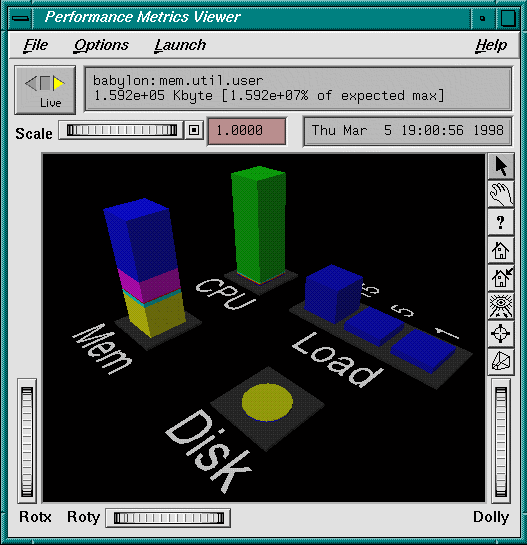 Performance Metrics Viewer
File Options Launch Help
babylon:mem.util.user
1.592e+05 Kbyte [1.592e+07% of expected max]
Live
Scale 1.0000 Thu Mar 5 19:00:56 1998
?
CPU
15 5 1
Mem
Load
Disk
Rotx Roty Dolly